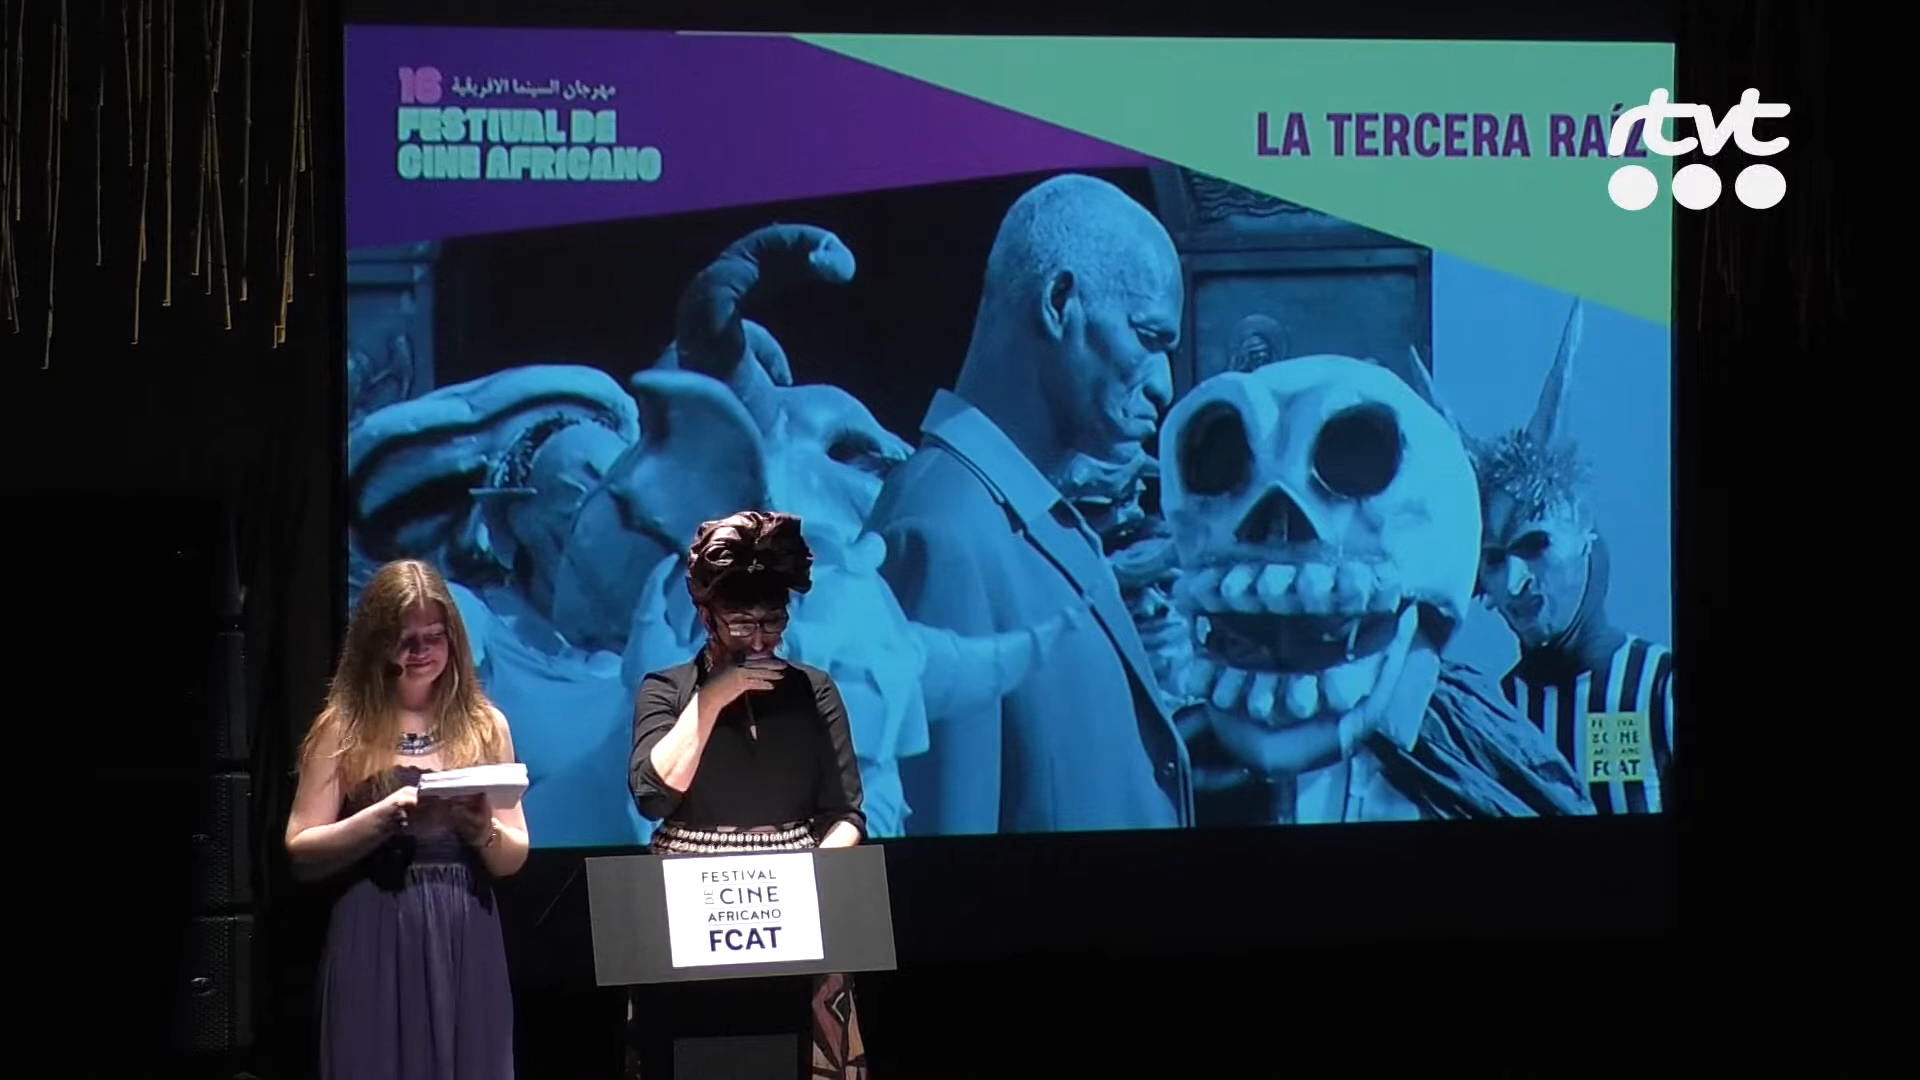 16 مهرجان السينما الافريقية
FESTIVAL DE
CINE AFRICANO
LA TERCERA RAÍZ
rtvt
FESTIVAL
DE CINE
AFRICANO
FCAT
FESTIVAL
DE CINE
AFRICANO
FCAT